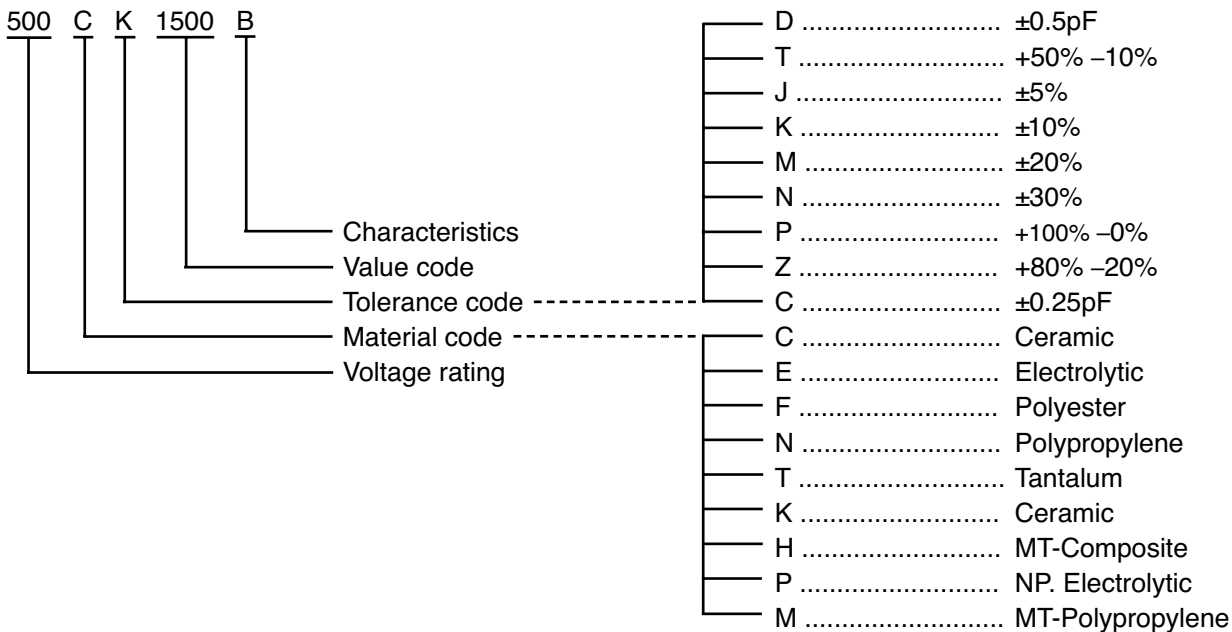 500 C K 1500 B
Characteristics
Value code
Tolerance code
Material code
Voltage rating
D ........................... ±0.5pF
T ............................ +50% –10%
J ............................ ±5%
K ........................... ±10%
M ........................... ±20%
N ........................... ±30%
P ........................... +100% –0%
Z ........................... +80% –20%
C ........................... ±0.25pF
C ........................... Ceramic
E ........................... Electrolytic
F ........................... Polyester
N ........................... Polypropylene
T ............................ Tantalum
K ........................... Ceramic
H ........................... MT-Composite
P ........................... NP. Electrolytic
M ........................... MT-Polypropylene